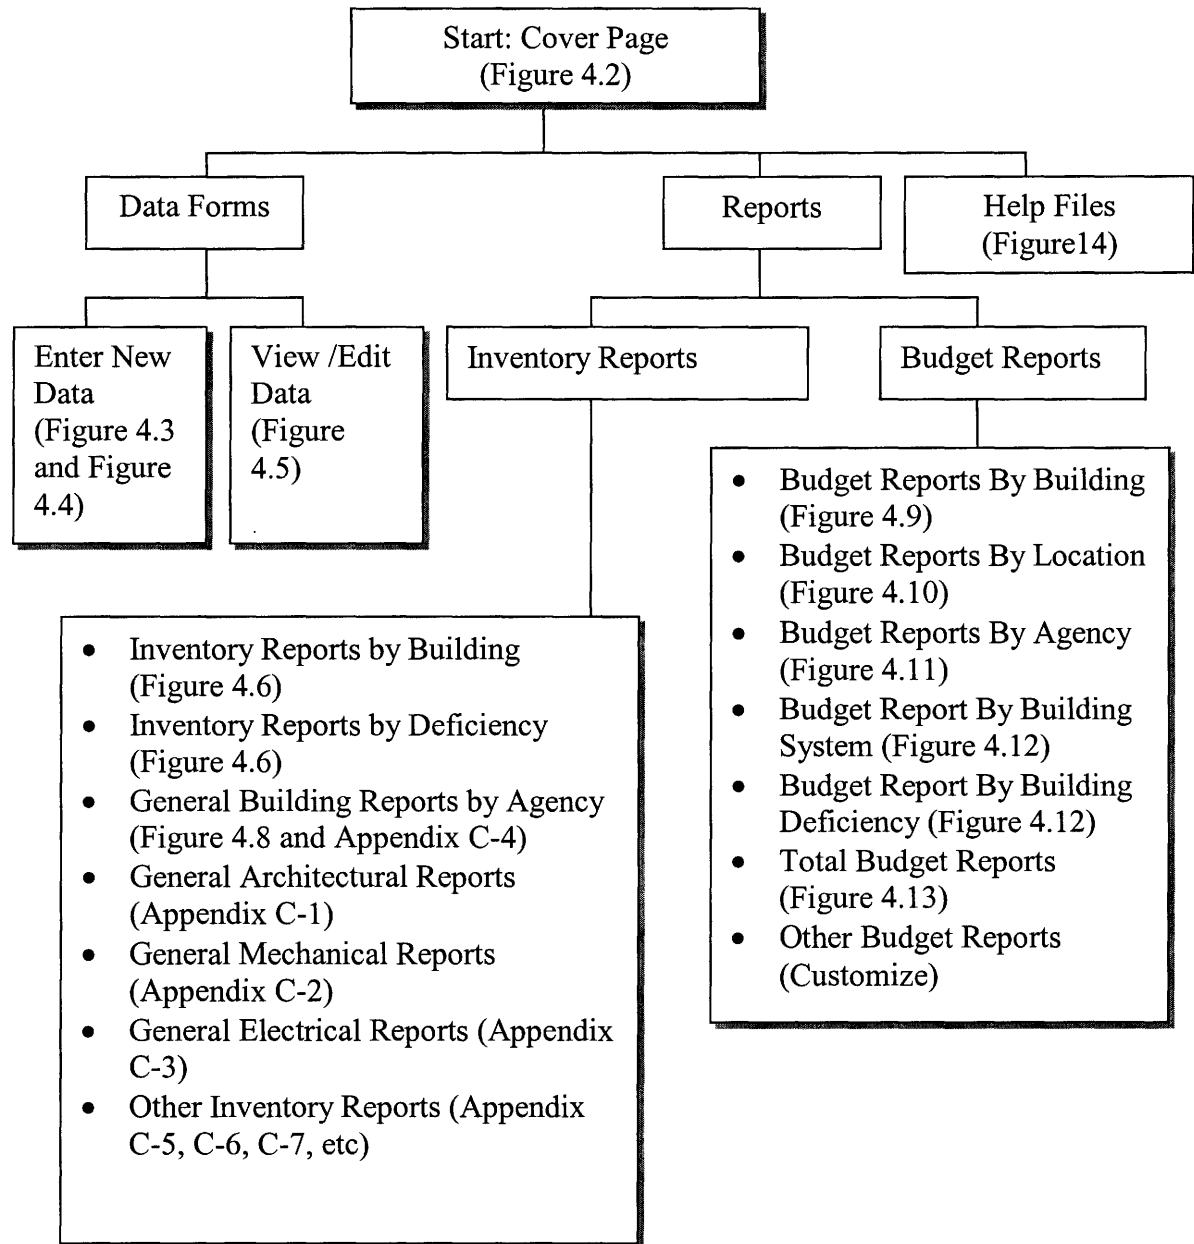 Start: Cover Page
(Figure 4.2)
Data Forms
Reports
Help Files
(Figure14)
Enter New
Data
(Figure 4.3
and Figure
4.4)
View /Edit
Data
(Figure
4.5)
Inventory Reports
Budget Reports
• Inventory Reports by Building
(Figure 4.6)
• Inventory Reports by Deficiency
(Figure 4.6)
• General Building Reports by Agency
(Figure 4.8 and Appendix C-4)
• General Architectural Reports
(Appendix C-1)
• General Mechanical Reports
(Appendix C-2)
• General Electrical Reports (Appendix
C-3)
• Other Inventory Reports (Appendix
C-5, C-6, C-7, etc)
• Budget Reports By Building
(Figure 4.9)
• Budget Reports By Location
(Figure 4.10)
• Budget Reports By Agency
(Figure 4.11)
• Budget Report By Building
System (Figure 4.12)
• Budget Report By Building
Deficiency (Figure 4.12)
• Total Budget Reports
(Figure 4.13)
• Other Budget Reports
(Customize)